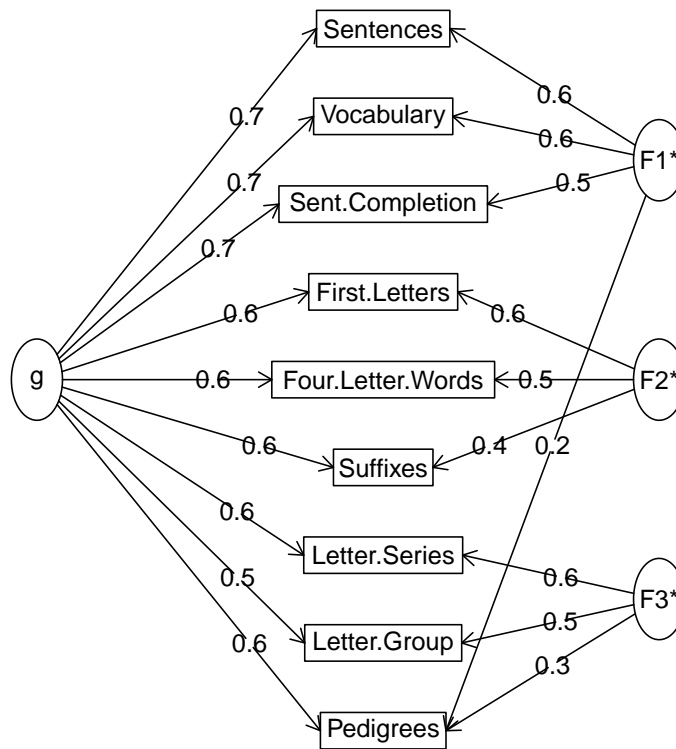 Sentences
0.6
0.7
Vocabulary
0.6
F1*
0.7
Sent.Completion
0.5
0.7
First.Letters
0.6
0.6
g
0.6
Four.Letter.Words
0.5
F2*
0.6
Suffixes
0.4
0.2
0.6
Letter.Series
0.6
F3*
0.5
Letter.Group
0.5
0.6
0.3
Pedigrees